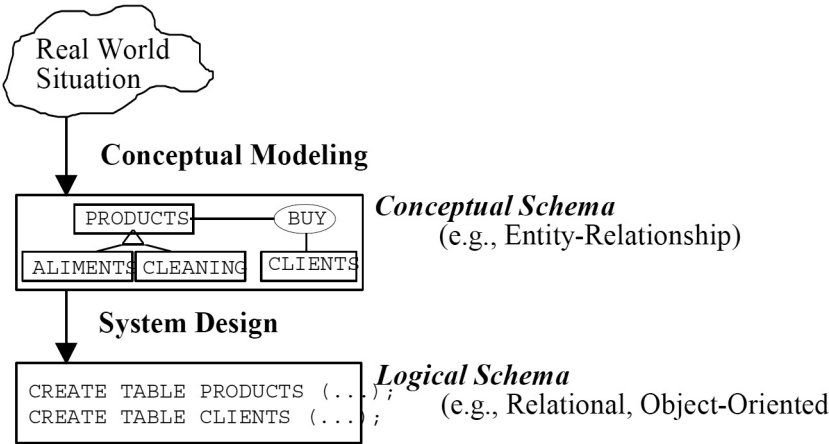 Real World
Situation
Conceptual Modeling
PRODUCTS
BUY
Conceptual Schema
(e.g., Entity-Relationship)
ALIMENTS
CLEANING
CLIENTS
System Design
Logical Schema
CREATE TABLE PRODUCTS (...);
(e.g., Relational, Object-Oriented
CREATE TABLE CLIENTS (...);